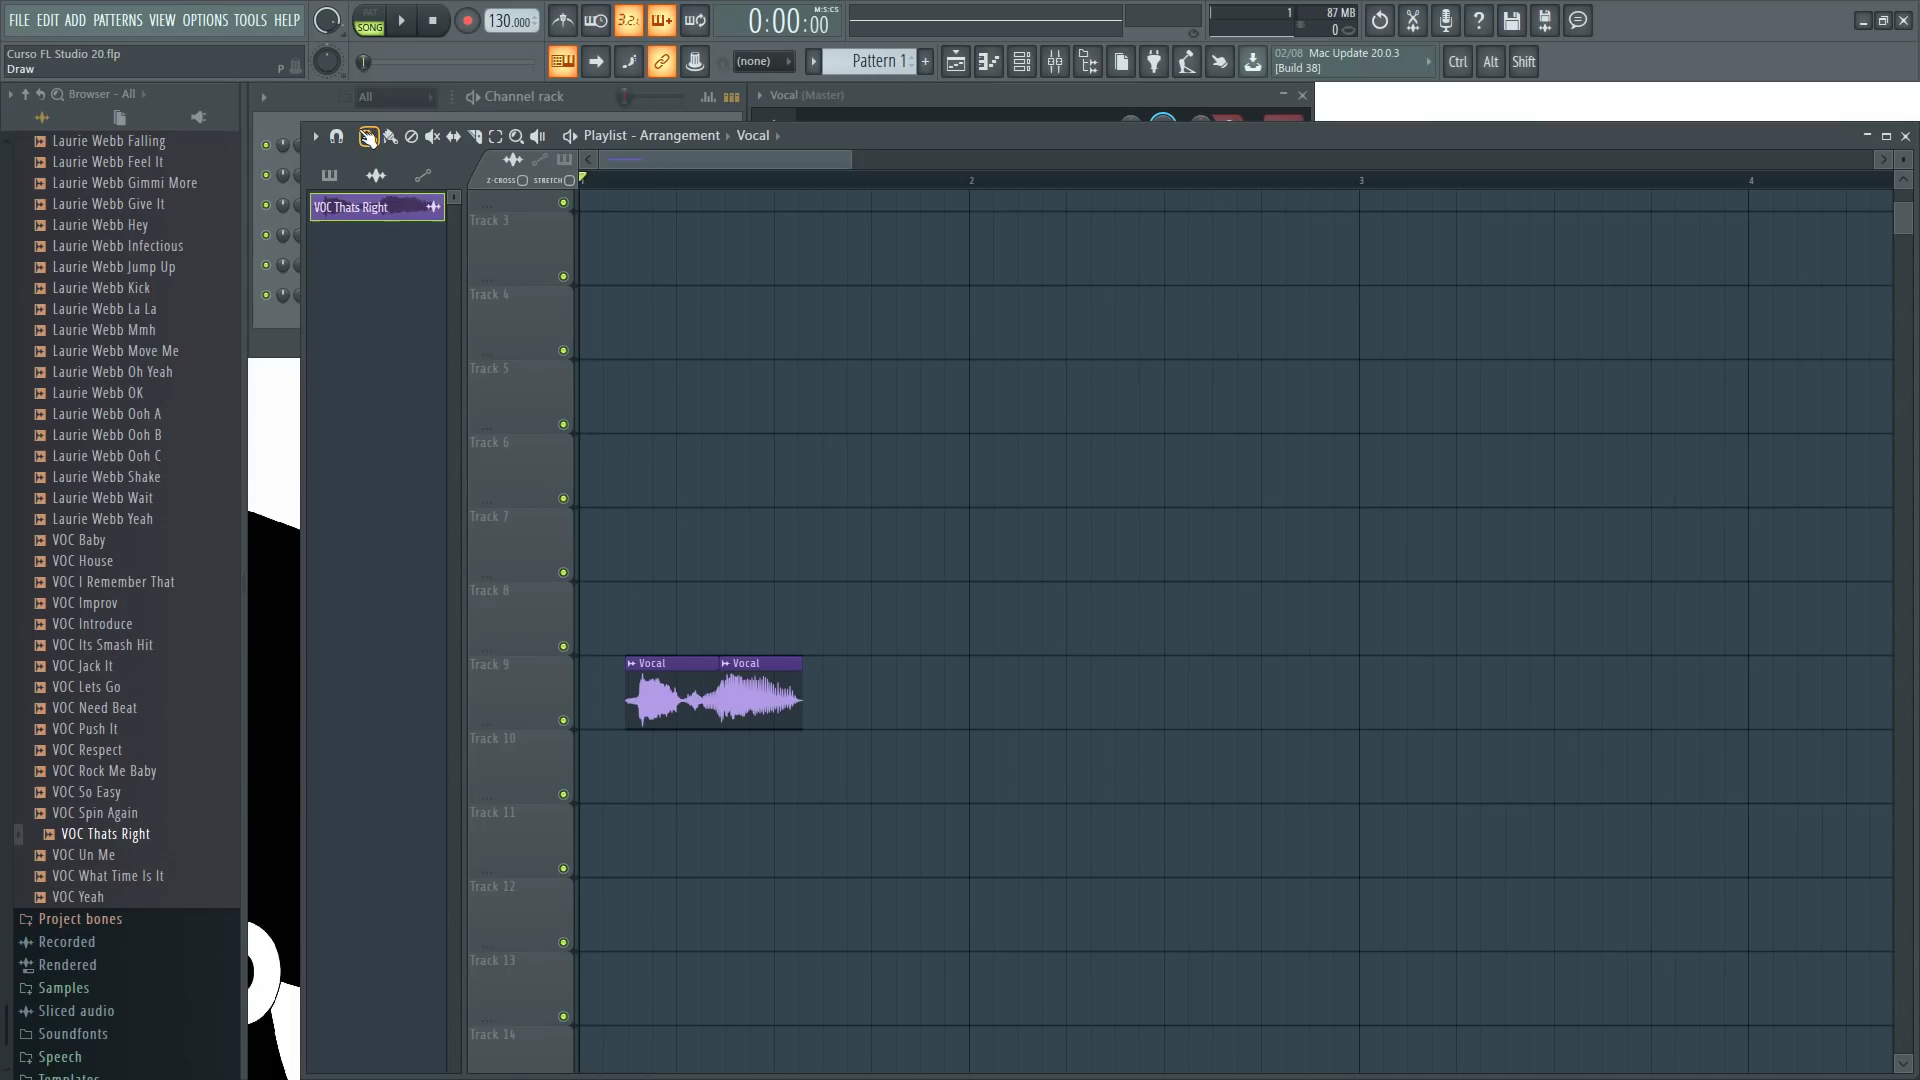 FILE EDIT ADD PATTERNS VIEW OPTIONS TOOLS HELP
PAT
SONG
130.000
3.2.
M:S:CS
0:00:00
1
87 MB
0
Curso FL Studio 20.flp
Draw
P
(none)
Pattern 1
+
02/08 Mac Update 20.0.3
[Build 38]
Ctrl
Alt
Shift
Browser - All
All
Channel rack
Vocal (Master)
Playlist - Arrangement
Vocal
Z-CROSS
STRETCH
1
2
3
4
VOC Thats Right
Laurie Webb Falling
Laurie Webb Feel It
Laurie Webb Gimmi More
Laurie Webb Give It
Laurie Webb Hey
Laurie Webb Infectious
Laurie Webb Jump Up
Laurie Webb Kick
Laurie Webb La La
Laurie Webb Mmh
Laurie Webb Move Me
Laurie Webb Oh Yeah
Laurie Webb OK
Laurie Webb Ooh A
Laurie Webb Ooh B
Laurie Webb Ooh C
Laurie Webb Shake
Laurie Webb Wait
Laurie Webb Yeah
VOC Baby
VOC House
VOC I Remember That
VOC Improv
VOC Introduce
VOC Its Smash Hit
VOC Jack It
VOC Lets Go
VOC Need Beat
VOC Push It
VOC Respect
VOC Rock Me Baby
VOC So Easy
VOC Spin Again
VOC Thats Right
VOC Un Me
VOC What Time Is It
VOC Yeah
Project bones
Recorded
Rendered
Samples
Sliced audio
Soundfonts
Speech
Templates
Track 3
Track 4
Track 5
Track 6
Track 7
Track 8
Track 9
Vocal
Vocal
Track 10
Track 11
Track 12
Track 13
Track 14